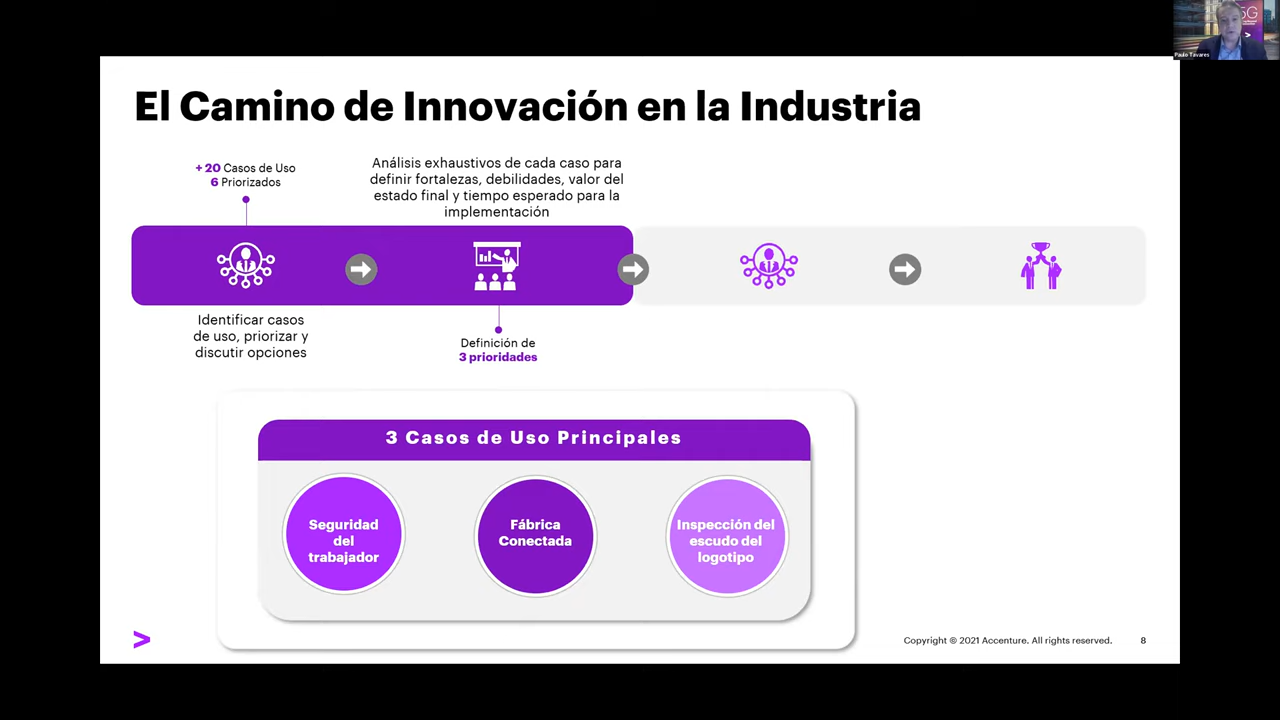 5G
Paulo Tavares
El Camino de Innovación en la Industria
+ 20 Casos de Uso
6 Priorizados
Análisis exhaustivos de cada caso para
definir fortalezas, debilidades, valor del
estado final y tiempo esperado para la
implementación
Identificar casos
de uso, priorizar y
discutir opciones
Definición de
3 prioridades
3 Casos de Uso Principales
Seguridad
del
trabajador
Fábrica
Conectada
Inspección del
escudo del
logotipo
Copyright © 2021 Accenture. All rights reserved.
8